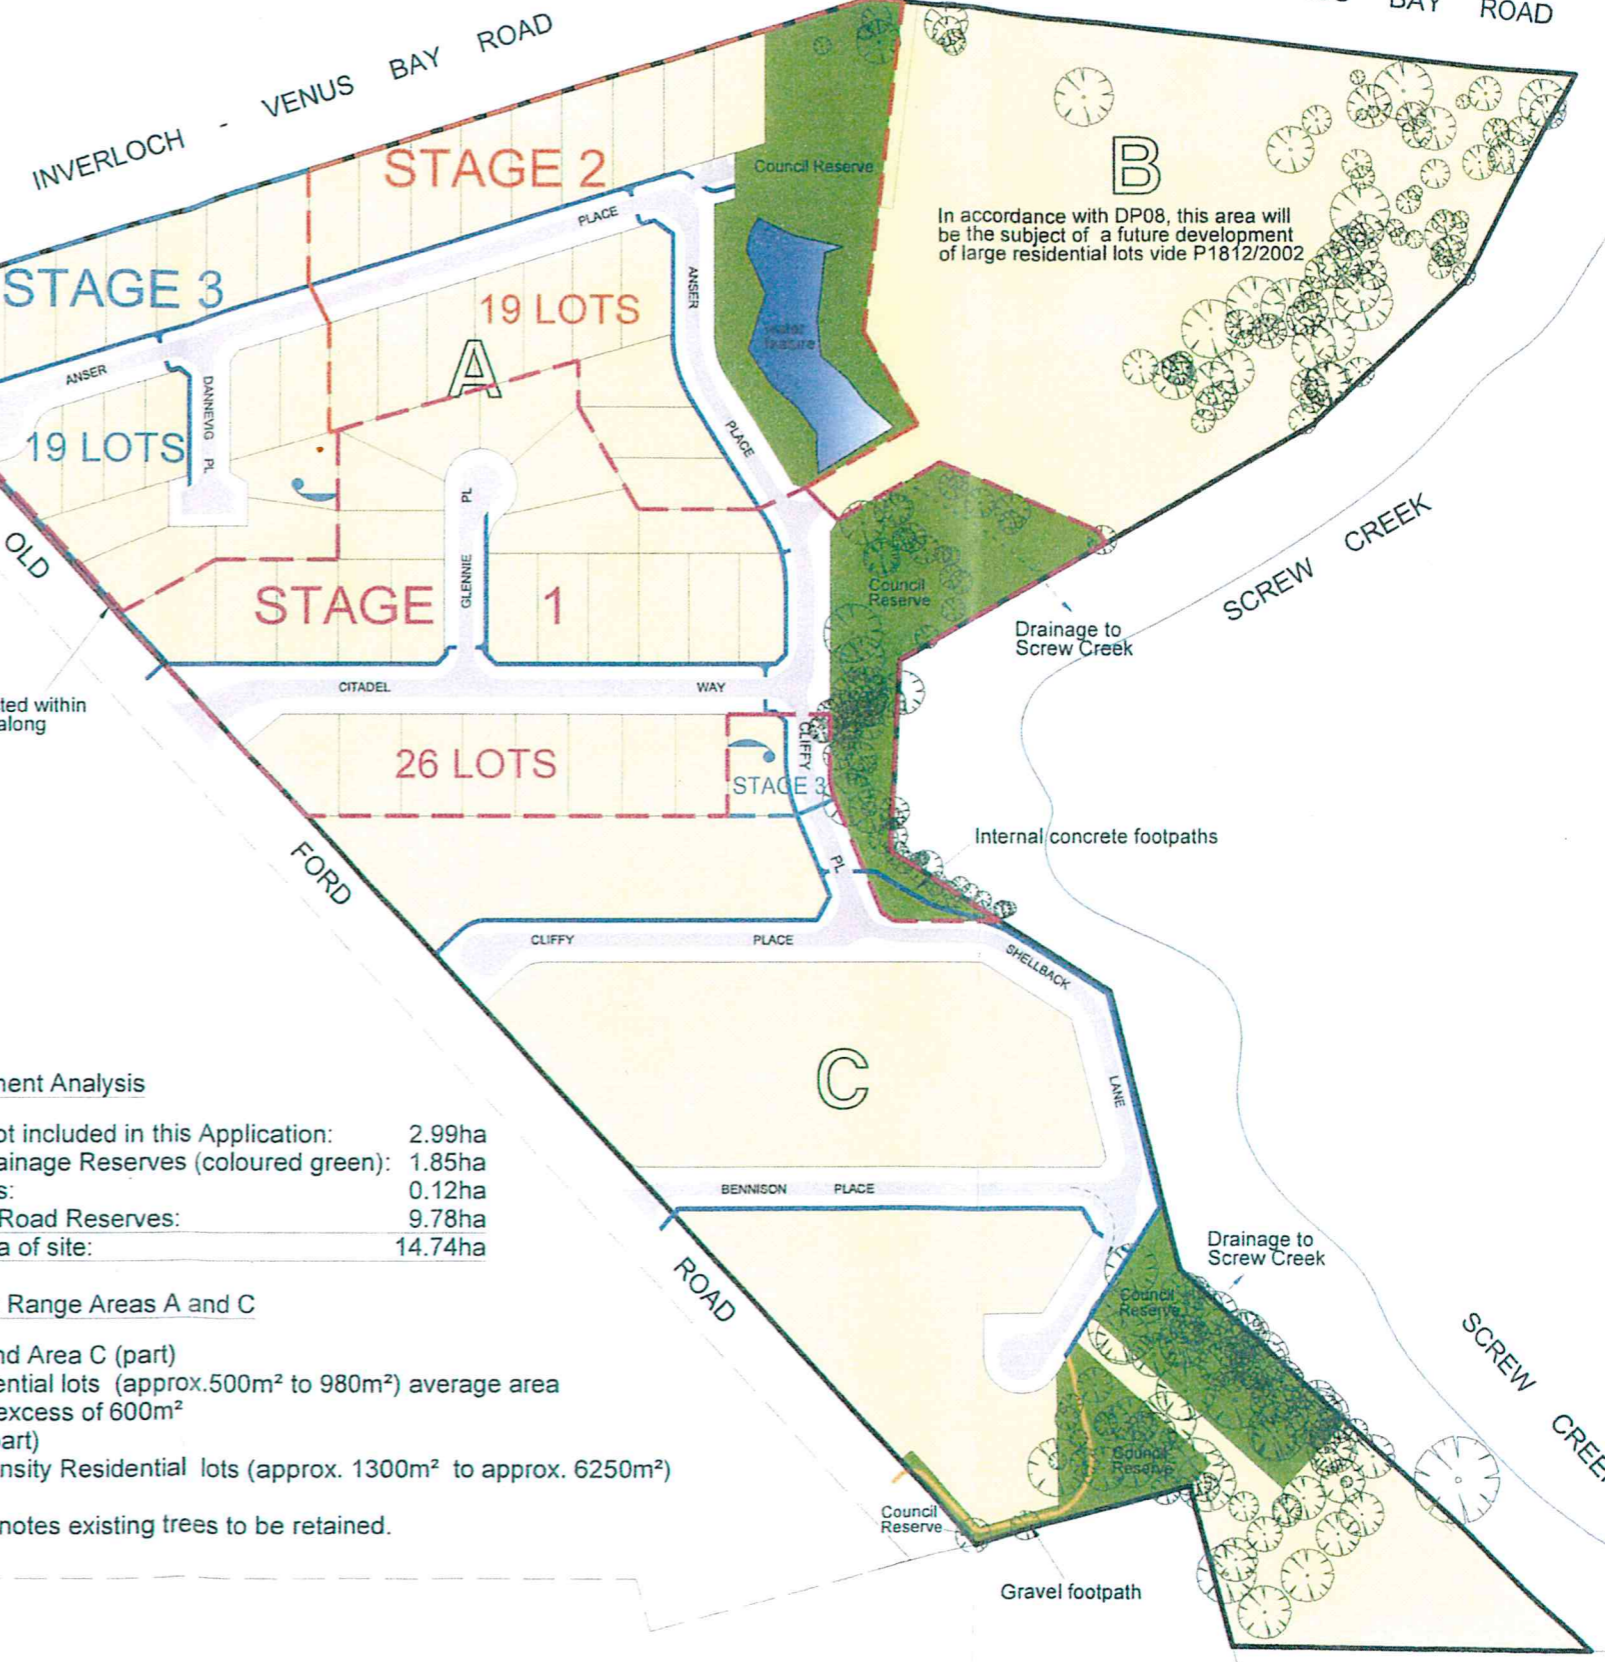 INVERLOCH - VENUS BAY ROAD
BAY ROAD
STAGE 2
Council Reserve
B
In accordance with DP08, this area will
be the subject of a future development
of large residential lots vide P1812/2002
PLACE
STAGE 3
19 LOTS
ANSER
water
feature
A
ANSER
DANNEVIG PL
19 LOTS
PLACE
PL
GLENNIE
OLD
SCREW CREEK
Council
Reserve
STAGE 1
Drainage to
Screw Creek
CITADEL WAY
ted within
along
CLIFFY
26 LOTS
STAGE 3
PL
Internal concrete footpaths
FORD
CLIFFY PLACE
SHELLBACK
LANE
C
ment Analysis
ot included in this Application: 2.99ha
ainage Reserves (coloured green): 1.85ha
s: 0.12ha
Road Reserves: 9.78ha
a of site: 14.74ha
BENNISON PLACE
Drainage to
Screw Creek
ROAD
Council
Reserve
Range Areas A and C
nd Area C (part)
ential lots (approx.500m² to 980m²) average area
excess of 600m²
part)
nsity Residential lots (approx. 1300m² to approx. 6250m²)
notes existing trees to be retained.
SCREW CREEK
Council
Reserve
Council
Reserve
Gravel footpath